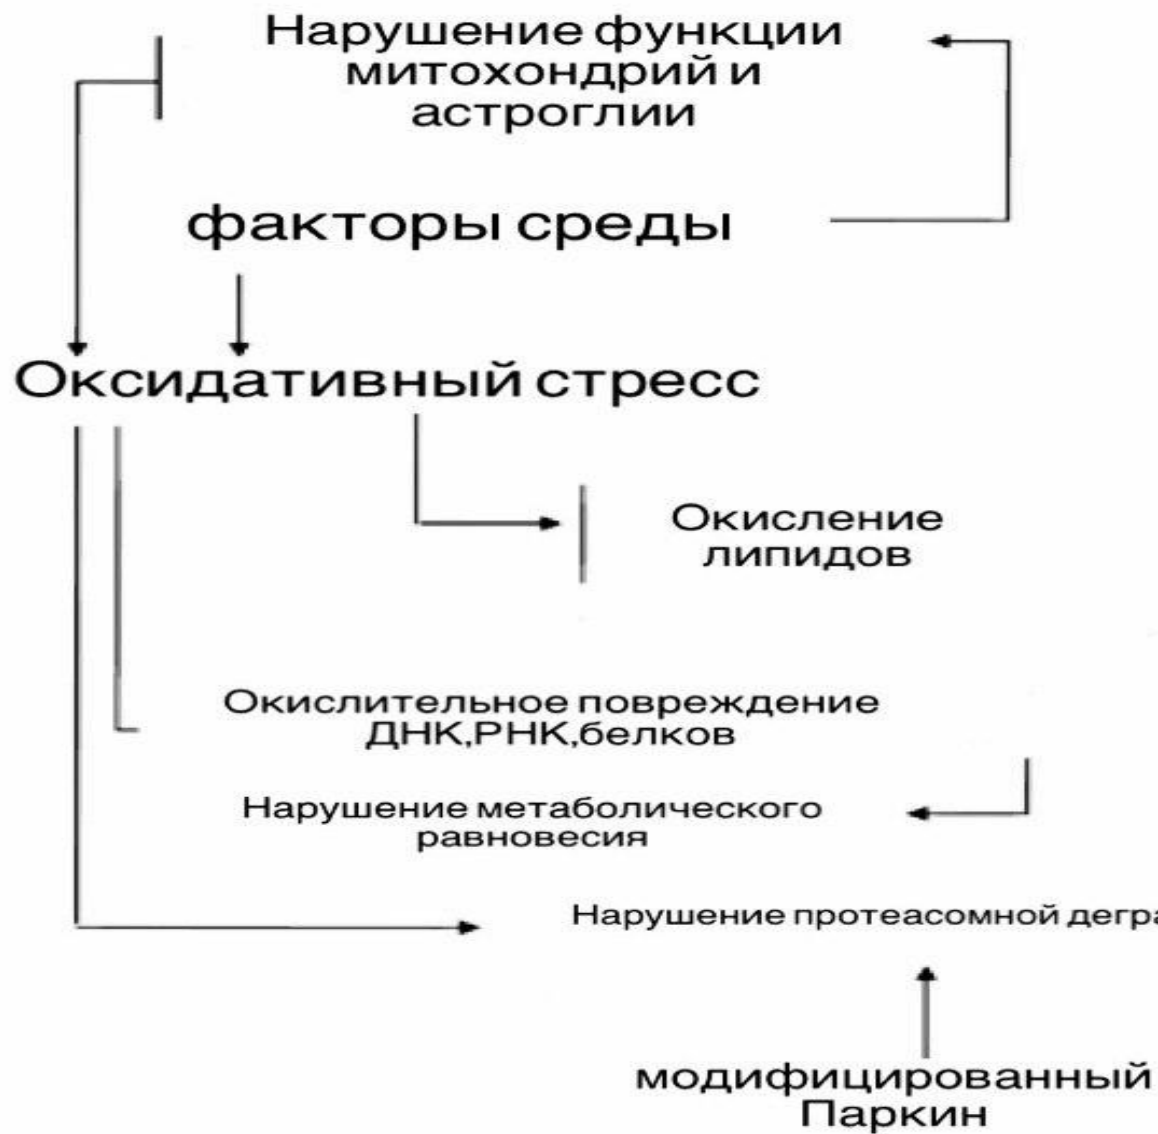 Нарушение функции
митохондрий и
астроглии
факторы среды
Оксидативный стресс
Окисление
липидов
Окислительное повреждение
ДНК,РНК,белков
Нарушение метаболического
равновесия
Нарушение протеасомной
модифицированный
Паркин